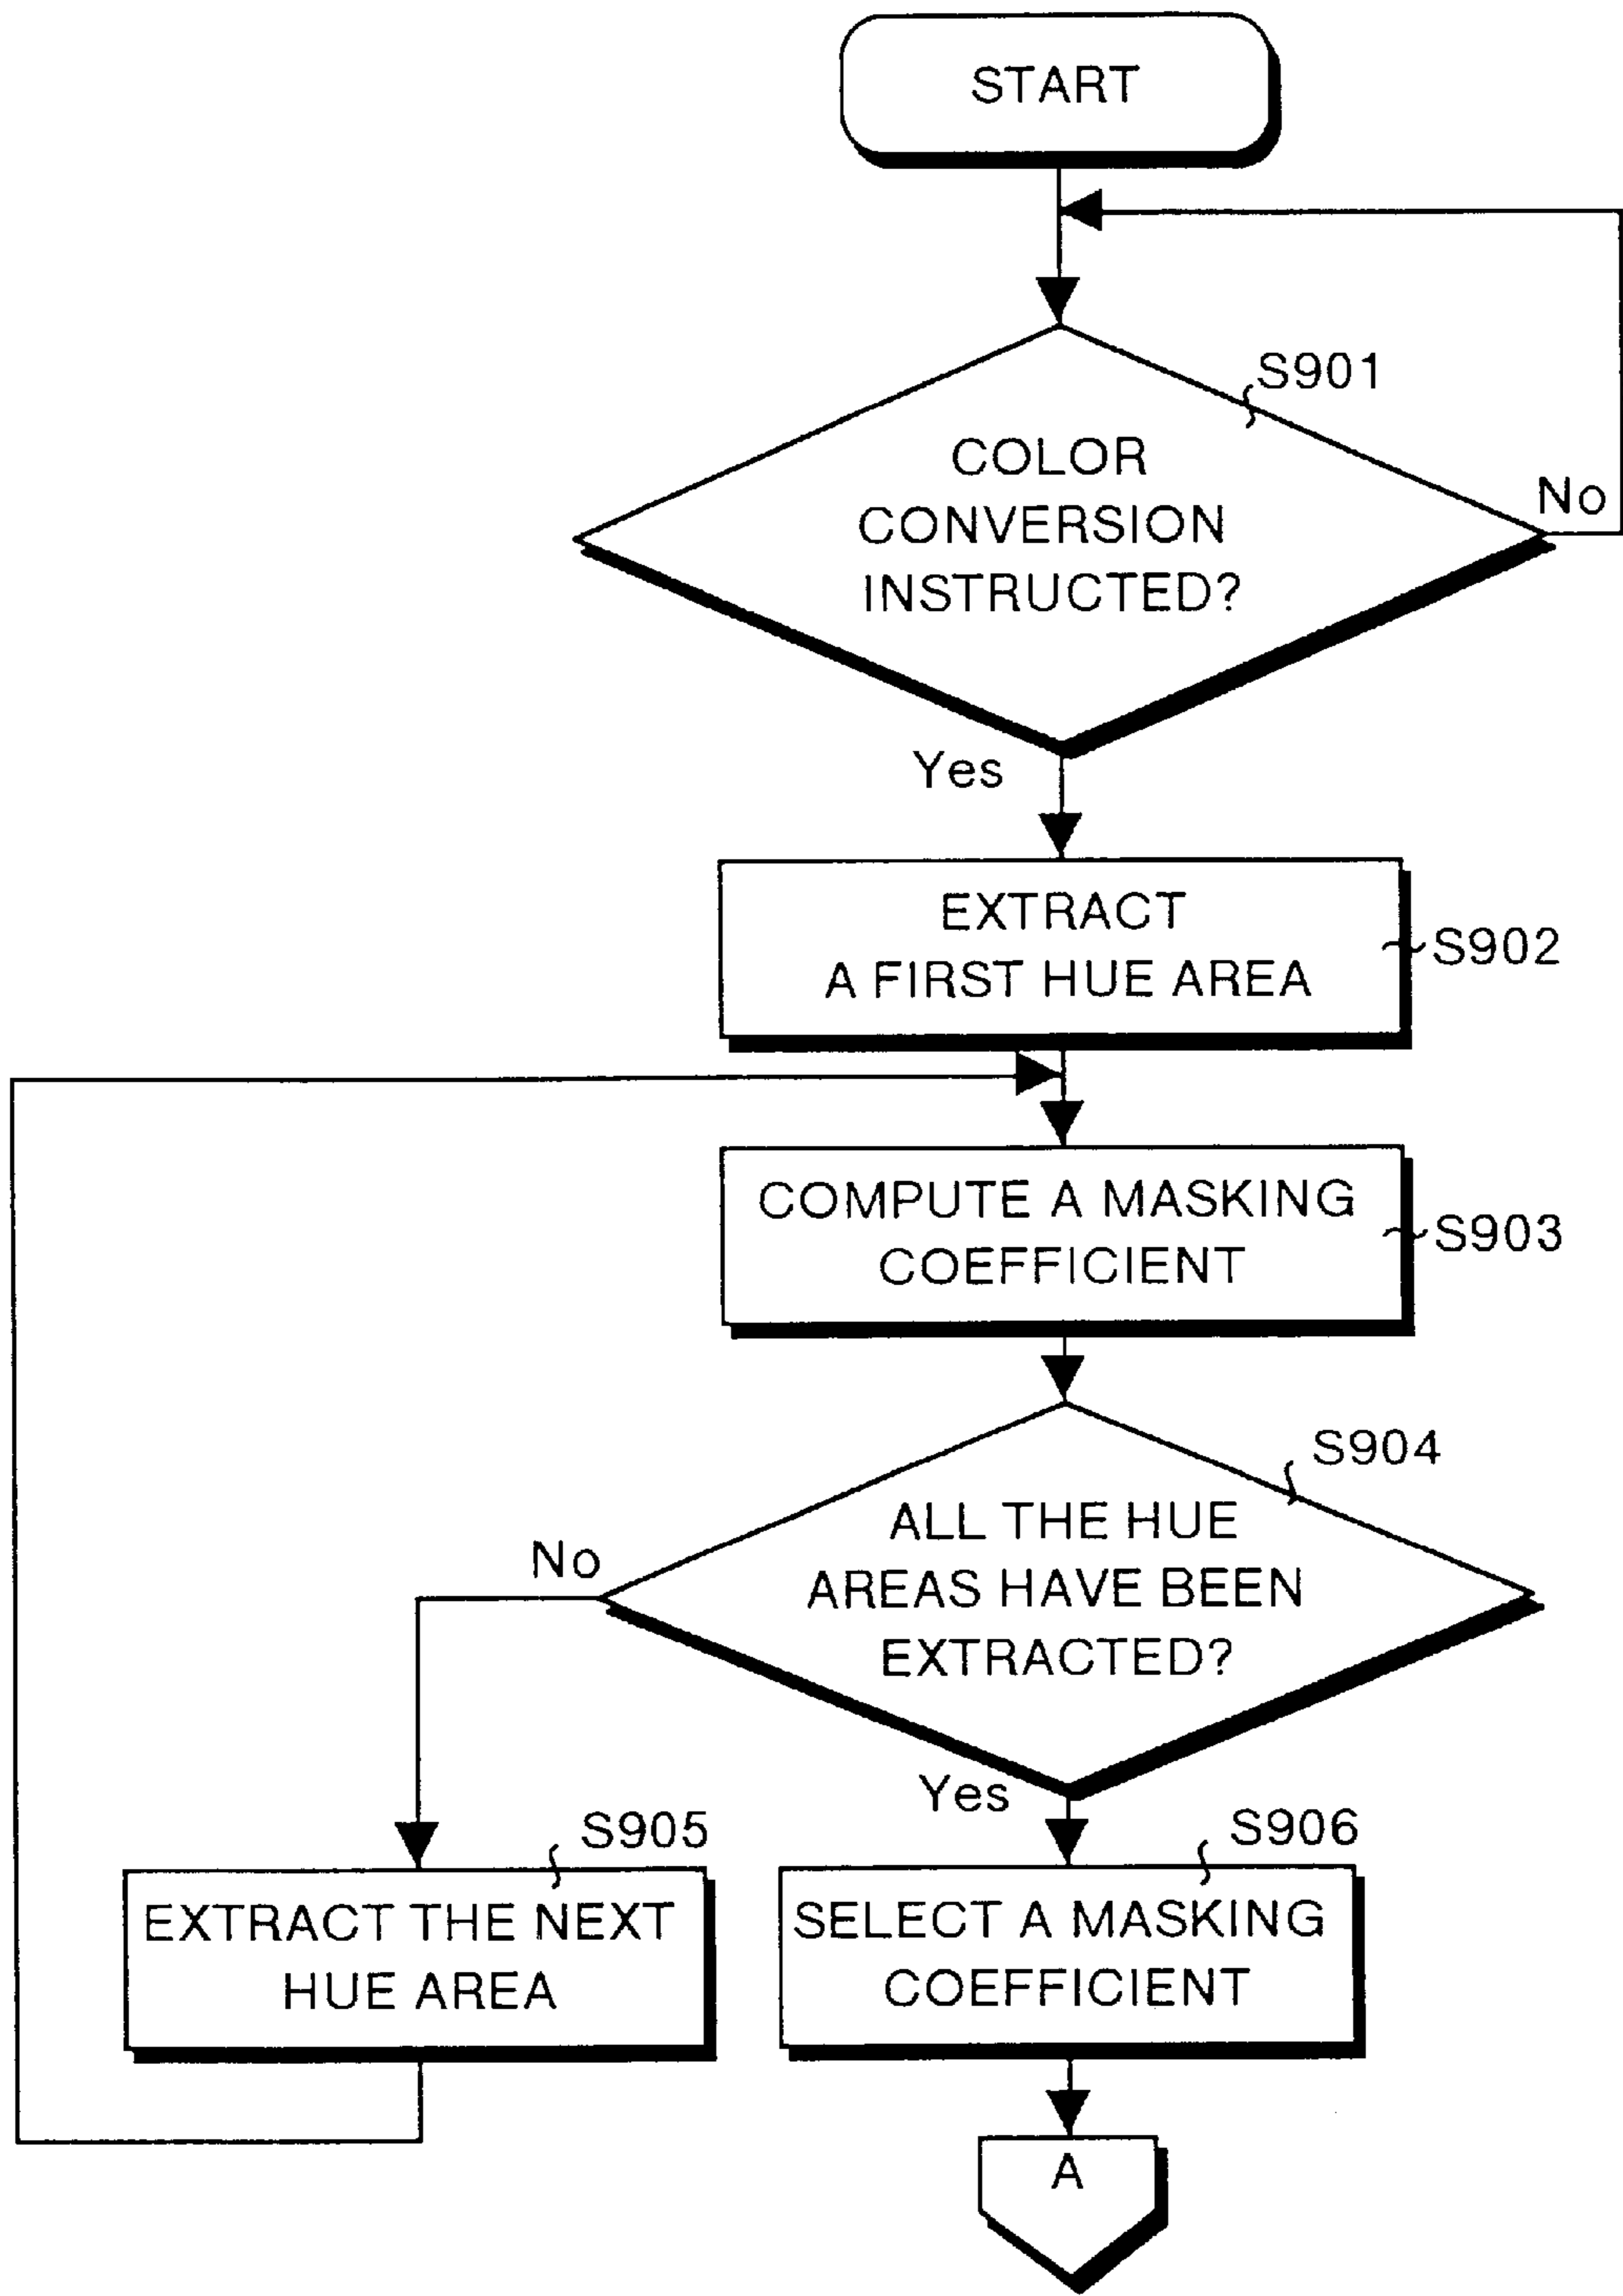 START
S901
COLOR
CONVERSION
INSTRUCTED?
No
Yes
EXTRACT
A FIRST HUE AREA
S902
COMPUTE A MASKING
COEFFICIENT
S903
S904
ALL THE HUE
AREAS HAVE BEEN
EXTRACTED?
No
Yes
S905
EXTRACT THE NEXT
HUE AREA
S906
SELECT A MASKING
COEFFICIENT
A